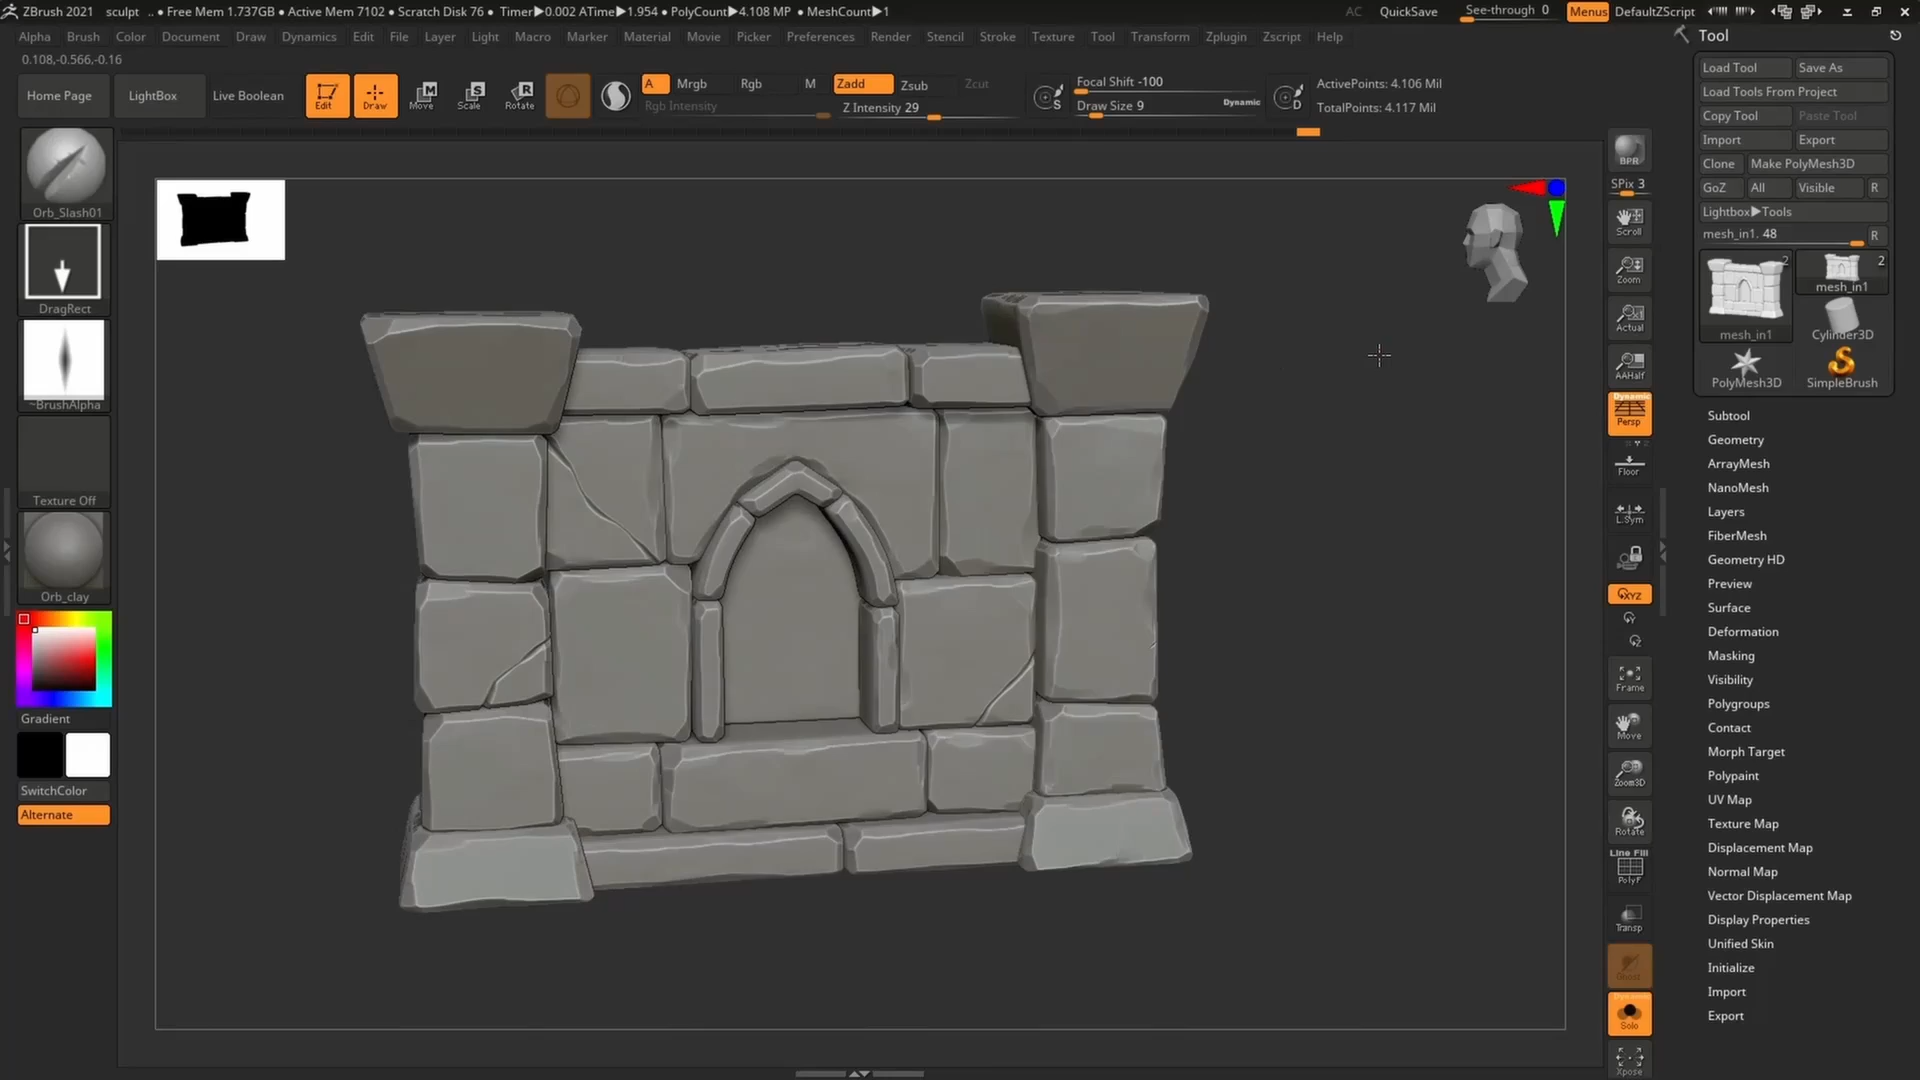 ZBrush 2021 sculpt .. • Free Mem 1.737GB • Active Mem 7102 • Scratch Disk 76 • Timer▶0.002 ATime▶1.954 • PolyCount▶4.108 MP • MeshCount▶1 AC QuickSave See-through 0 Menus DefaultZScript
Alpha Brush Color Document Draw Dynamics Edit File Layer Light Macro Marker Material Movie Picker Preferences Render Stencil Stroke Texture Tool Transform Zplugin Zscript Help
Tool
0.108,-0.566,-0.16
Home Page LightBox Live Boolean Edit Draw Move Scale Rotate
A Mrgb Rgb M Zadd Zsub Zcut
Rgb Intensity Z Intensity 29
Focal Shift -100
Draw Size 9 Dynamic
ActivePoints: 4.106 Mil
TotalPoints: 4.117 Mil
Orb_Slash01
DragRect
~BrushAlpha
Texture Off
Orb_clay
Gradient
SwitchColor
Alternate
BPR
SPix 3
Scroll
Zoom
Actual
AAHalf
Dynamic
Persp
Floor
L.Sym
XYZ
Frame
Move
Zoom3D
Rotate
Line Fill
PolyF
Transp
Ghost
Dynamic
Solo
Xpose
Load Tool Save As
Load Tools From Project
Copy Tool Paste Tool
Import Export
Clone Make PolyMesh3D
GoZ All Visible R
Lightbox▶Tools
mesh_in1. 48 R
2 2
mesh_in1
mesh_in1 Cylinder3D
PolyMesh3D SimpleBrush
Subtool
Geometry
ArrayMesh
NanoMesh
Layers
FiberMesh
Geometry HD
Preview
Surface
Deformation
Masking
Visibility
Polygroups
Contact
Morph Target
Polypaint
UV Map
Texture Map
Displacement Map
Normal Map
Vector Displacement Map
Display Properties
Unified Skin
Initialize
Import
Export